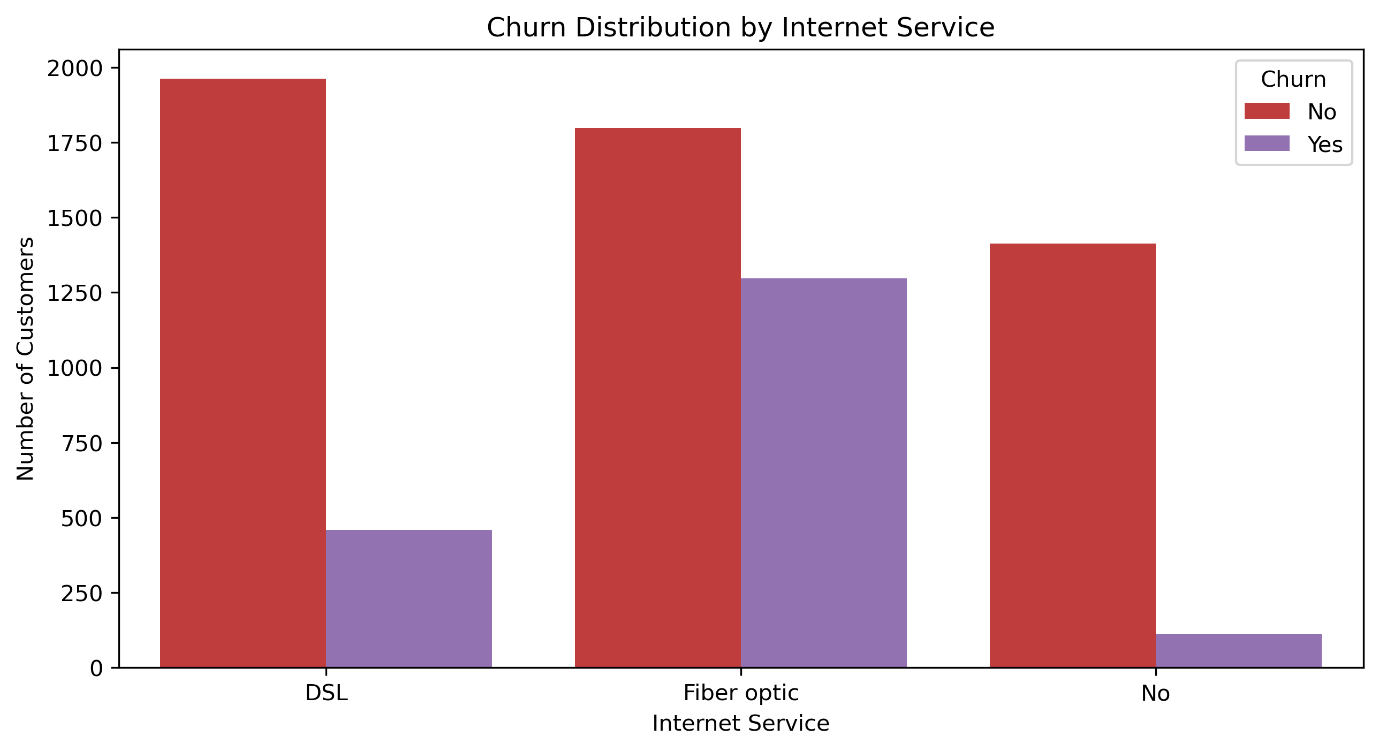 Churn Distribution by Internet Service
Churn
No
Yes
Number of Customers
2000
1750
1500
1250
1000
750
500
250
0
DSL
Fiber optic
No
Internet Service